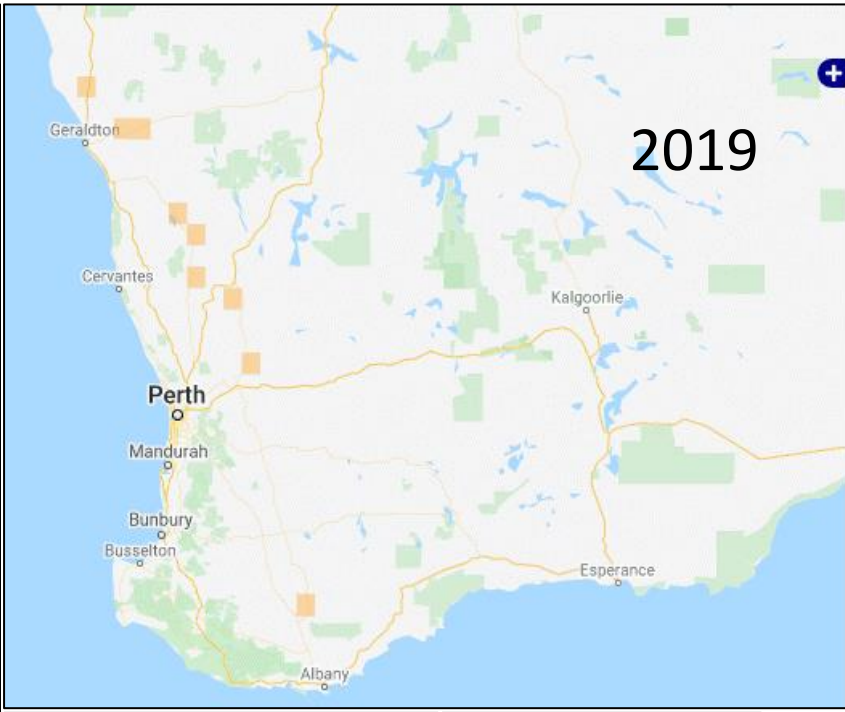 2019
Geraldton
Cervantes
Kalgoorlie
Perth
Mandurah
Bunbury
Busselton
Esperance
Albany